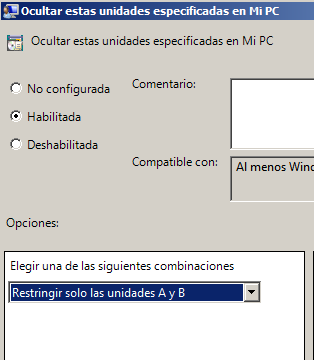 Ocultar estas unidades especificadas en Mi PC
Ocultar estas unidades especificadas en Mi PC
No configurada
Comentario:
Habilitada
Deshabilitada
Compatible con:
Al menos
Opciones:
Elegir una de las siguientes combinaciones
Restringir solo las unidades A y B